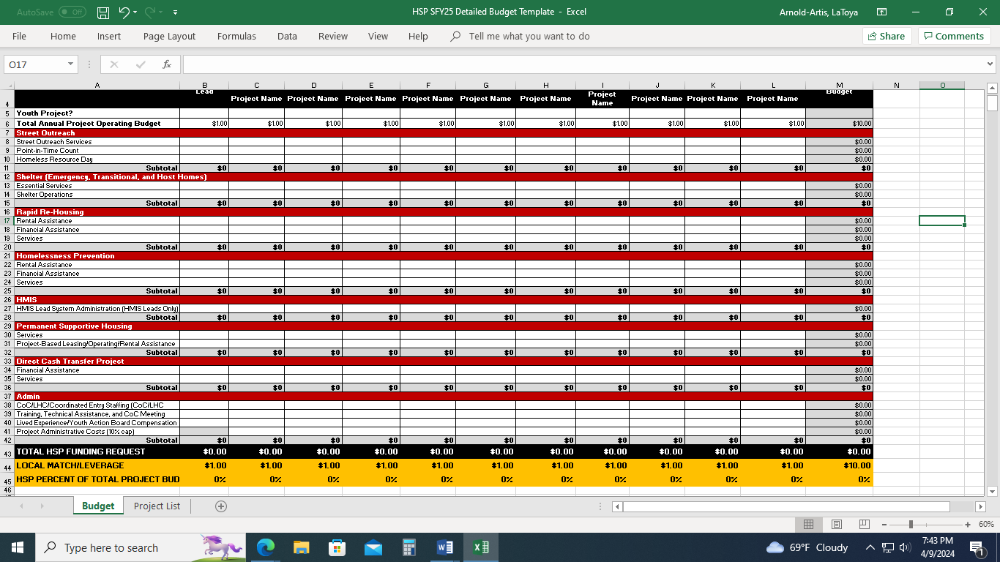 AutoSave Off HSP SFY25 Detailed Budget Template - Excel Arnold-Artis, LaToya
File Home Insert Page Layout Formulas Data Review View Help Tell me what you want to do Share Comments
O17 fx
A B C D E F G H I J K L M N O
Lead Budget
4 Project Name Project Name Project Name Project Name Project Name Project Name Project Name Project Name Project Name Project Name
5 Youth Project?
6 Total Annual Project Operating Budget $1.00 $1.00 $1.00 $1.00 $1.00 $1.00 $1.00 $1.00 $1.00 $1.00 $1.00 $10.00
7 Street Outreach
8 Street Outreach Services $0.00
9 Point-in-Time Count $0.00
10 Homeless Resource Day $0.00
11 Subtotal $0 $0 $0 $0 $0 $0 $0 $0 $0 $0 $0 $0
12 Shelter (Emergency, Transitional, and Host Homes)
13 Essential Services $0.00
14 Shelter Operations $0.00
15 Subtotal $0 $0 $0 $0 $0 $0 $0 $0 $0 $0 $0 $0
16 Rapid Re-Housing
17 Rental Assistance $0.00
18 Financial Assistance $0.00
19 Services $0.00
20 Subtotal $0 $0 $0 $0 $0 $0 $0 $0 $0 $0 $0 $0
21 Homelessness Prevention
22 Rental Assistance $0.00
23 Financial Assistance $0.00
24 Services $0.00
25 Subtotal $0 $0 $0 $0 $0 $0 $0 $0 $0 $0 $0 $0
26 HMIS
27 HMIS Lead System Administration (HMIS Leads Only) $0.00
28 Subtotal $0 $0 $0 $0 $0 $0 $0 $0 $0 $0 $0 $0
29 Permanent Supportive Housing
30 Services $0.00
31 Project-Based Leasing/Operating/Rental Assistance $0.00
32 Subtotal $0 $0 $0 $0 $0 $0 $0 $0 $0 $0 $0 $0
33 Direct Cash Transfer Project
34 Financial Assistance $0.00
35 Services $0.00
36 Subtotal $0 $0 $0 $0 $0 $0 $0 $0 $0 $0 $0 $0
37 Admin
38 CoC/LHC/Coordinated Entry Staffing (CoC/LHC $0.00
39 Training, Technical Assistance, and CoC Meeting $0.00
40 Lived Experience/Youth Action Board Compensation $0.00
41 Project Administrative Costs (10% cap) $0.00
42 Subtotal $0 $0 $0 $0 $0 $0 $0 $0 $0 $0 $0 $0
43 TOTAL HSP FUNDING REQUEST $0.00 $0.00 $0.00 $0.00 $0.00 $0.00 $0.00 $0.00 $0.00 $0.00 $0.00 $0.00
44 LOCAL MATCH/LEVERAGE $1.00 $1.00 $1.00 $1.00 $1.00 $1.00 $1.00 $1.00 $1.00 $1.00 $1.00 $10.00
45 HSP PERCENT OF TOTAL PROJECT BUD 0% 0% 0% 0% 0% 0% 0% 0% 0% 0% 0% 0%
46
Budget Project List
60%
Type here to search 69°F Cloudy 7:43 PM
4/9/2024 1